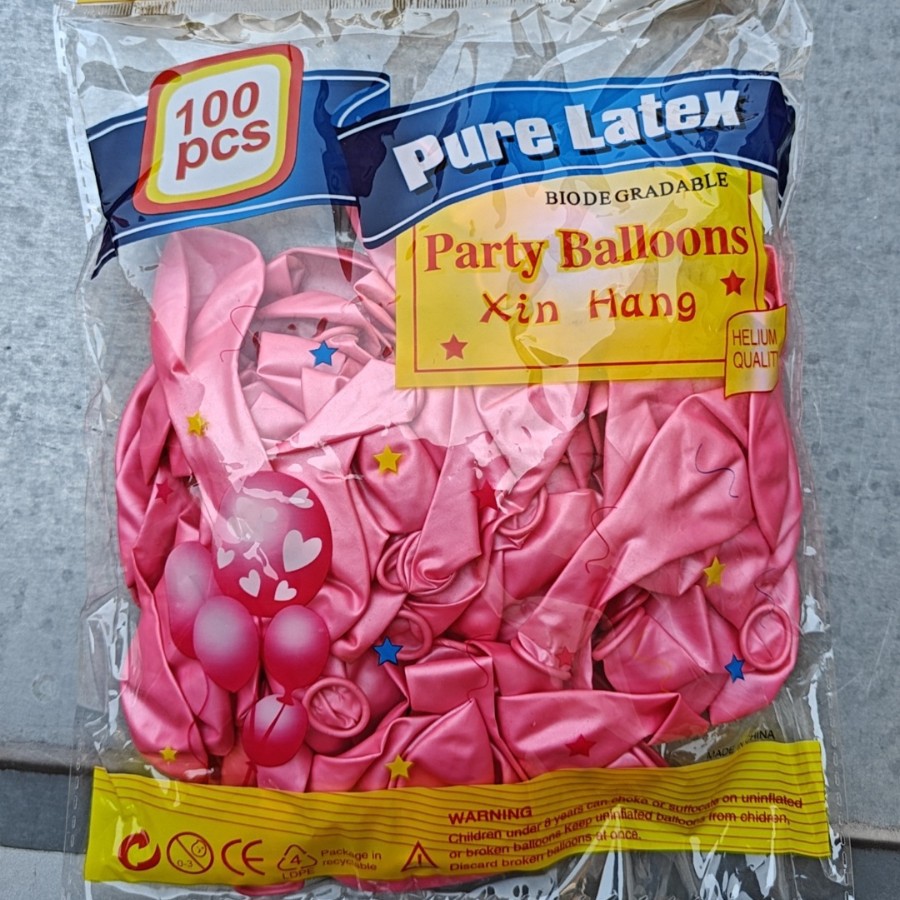 100
pcs
Pure Latex
BIODEGRADABLE
Party Balloons
Xin Hang
HELIUM
QUALITY
MADE CHINA
WARNING
Children under 8 years can choke or suffocate on uninflated
or broken balloons Keep uninflated balloons from children,
Discard broken balloons at once.
0-3
CE
4
LDPE
Package in
recyclable